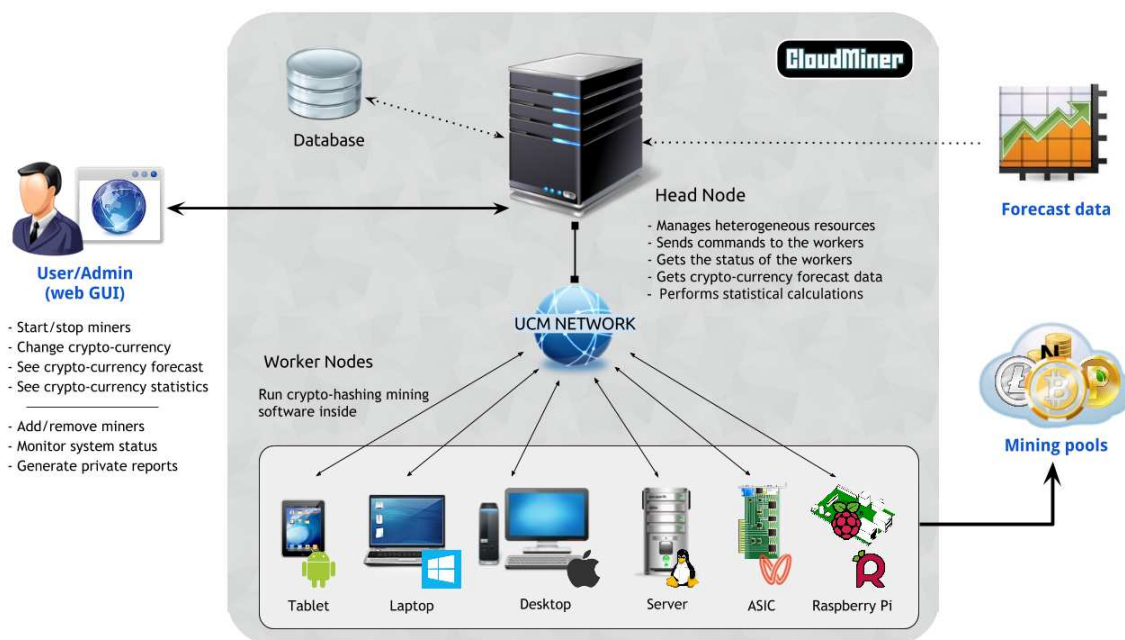 CloudMiner
Database
Head Node
- Manages heterogeneous resources
- Sends commands to the workers
- Gets the status of the workers
- Gets crypto-currency forecast data
- Performs statistical calculations
Forecast data
User/Admin
(web GUI)
- Start/stop miners
- Change crypto-currency
- See crypto-currency forecast
- See crypto-currency statistics
- Add/remove miners
- Monitor system status
- Generate private reports
UCM NETWORK
Worker Nodes
Run crypto-hashing mining
software inside
Mining pools
Tablet
Laptop
Desktop
Server
ASIC
Raspberry Pi